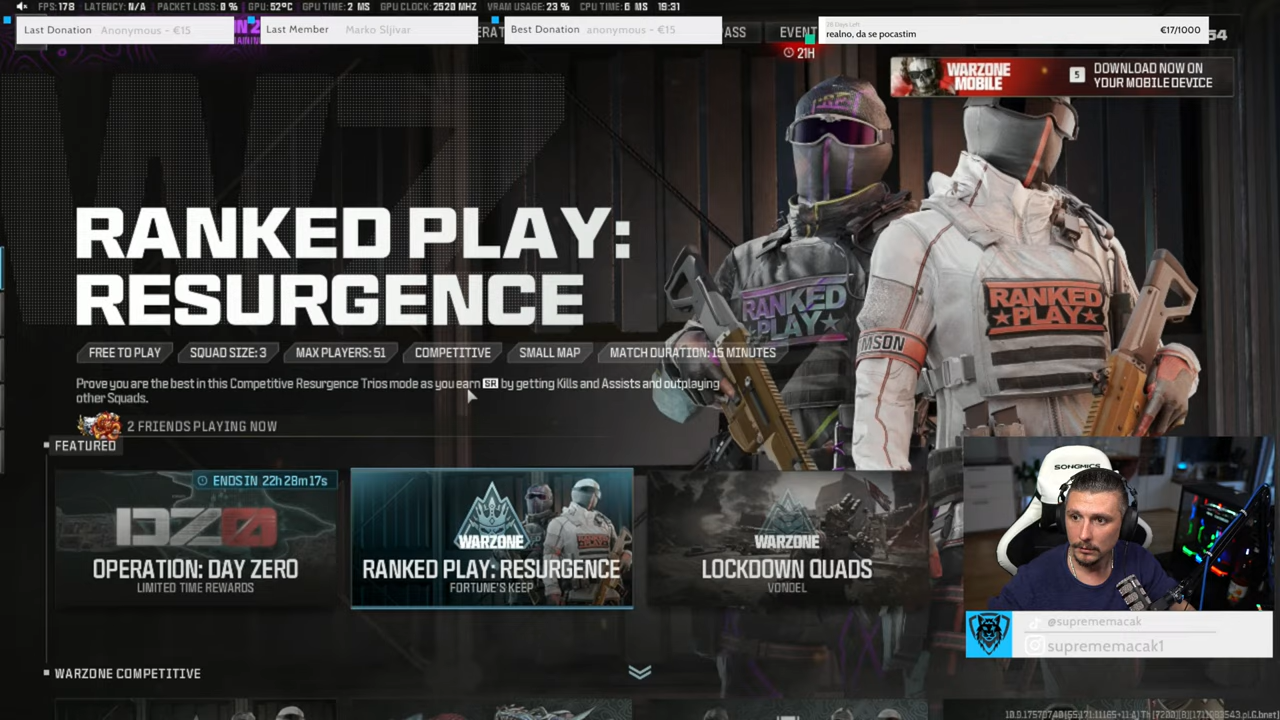 FPS: 178 LATENCY: N/A PACKET LOSS: 0 % GPU: 52°C GPU TIME: 2 MS GPU CLOCK: 2520 MHZ VRAM USAGE: 23 % CPU TIME: 6 MS 19:31
Last Donation Anonymous - €15
Last Member Marko Sljivar
Best Donation anonymous - €15
realno, da se pocastim €17/1000
ASS
EVENT
54
21H
WARZONE
MOBILE
5
DOWNLOAD NOW ON
YOUR MOBILE DEVICE
RANKED PLAY:
RESURGENCE
FREE TO PLAY
SQUAD SIZE: 3
MAX PLAYERS: 51
COMPETITIVE
SMALL MAP
MATCH DURATION: 15 MINUTES
Prove you are the best in this Competitive Resurgence Trios mode as you earn SR by getting Kills and Assists and outplaying
other Squads.
2 FRIENDS PLAYING NOW
RANKED
PLAY
RANKED
PLAY
MSON
FEATURED
ENDS IN 22h 28m 17s
DZ0
OPERATION: DAY ZERO
LIMITED TIME REWARDS
WARZONE
RANKED PLAY: RESURGENCE
FORTUNE'S KEEP
WARZONE
LOCKDOWN QUADS
VONDEL
SONGMICS
@suprememacak
suprememacak1
WARZONE COMPETITIVE